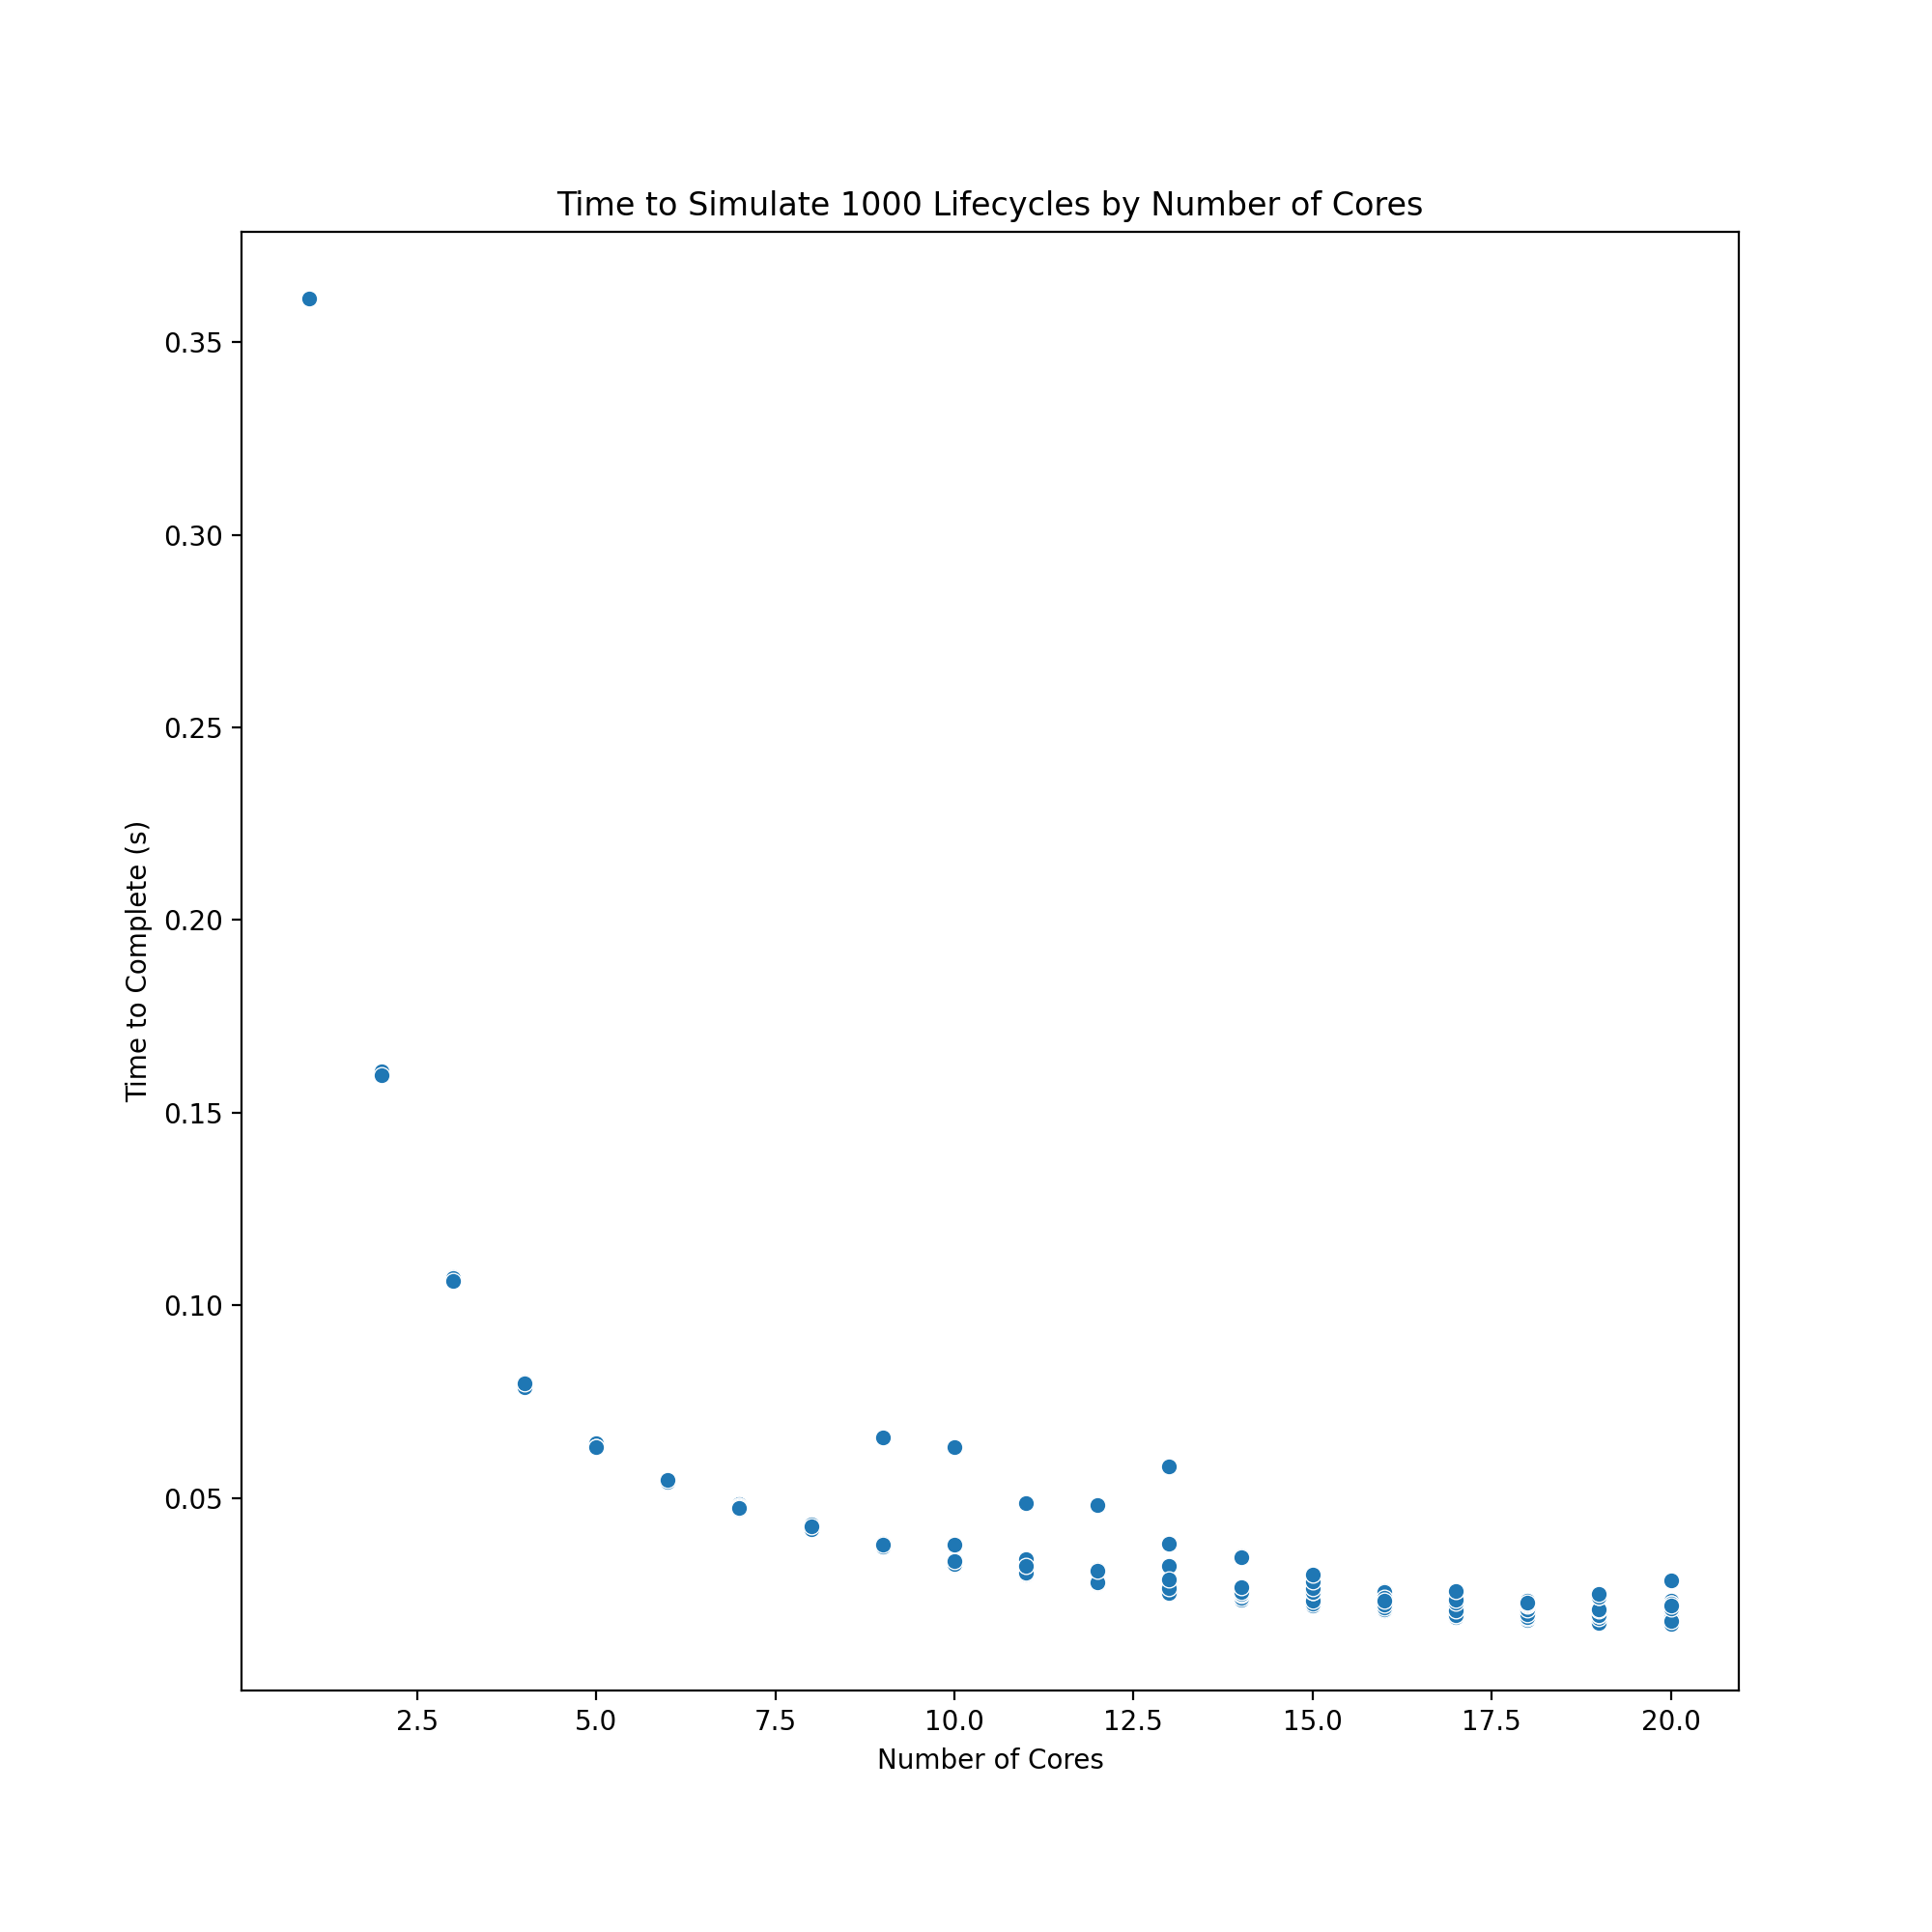 Time to Simulate 1000 Lifecycles by Number of Cores
0.35
0.30
0.25
0.20
0.15
0.10
0.05
Time to Complete (s)
2.5 5.0 7.5 10.0 12.5 15.0 17.5 20.0
Number of Cores